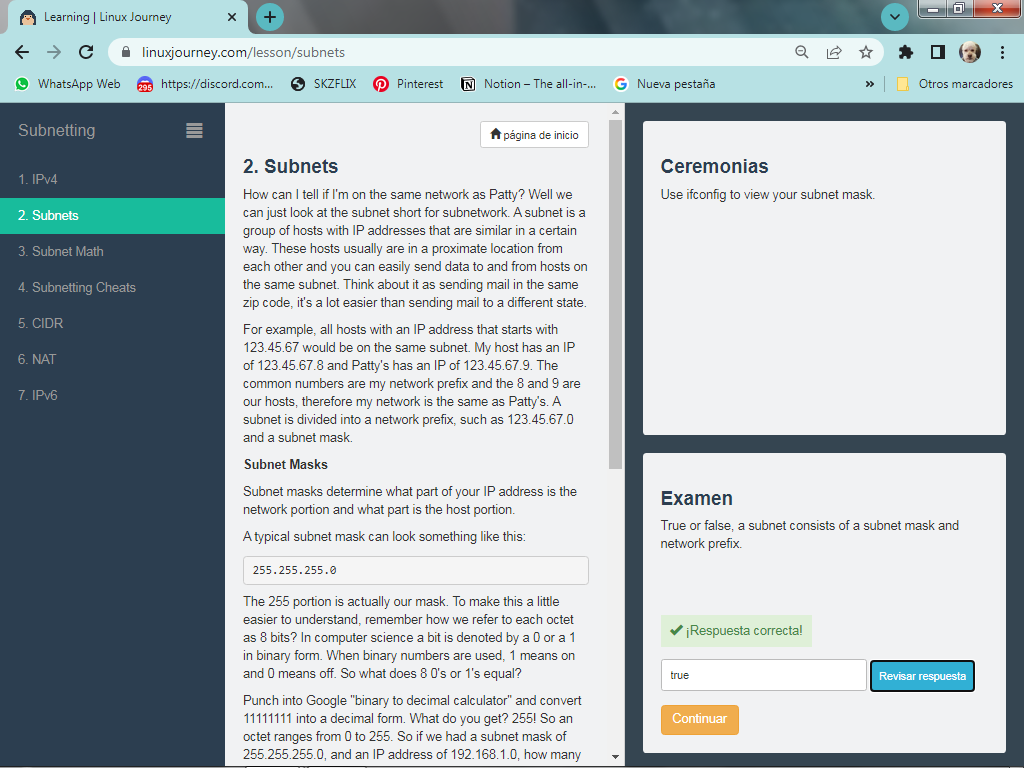 Learning | Linux Journey
linuxjourney.com/lesson/subnets
WhatsApp Web
295
https://discord.com...
SKZFLIX
Pinterest
Notion – The all-in-...
Nueva pestaña
»
Otros marcadores
Subnetting
1. IPv4
2. Subnets
3. Subnet Math
4. Subnetting Cheats
5. CIDR
6. NAT
7. IPv6
página de inicio
2. Subnets
How can I tell if I'm on the same network as Patty? Well we
can just look at the subnet short for subnetwork. A subnet is a
group of hosts with IP addresses that are similar in a certain
way. These hosts usually are in a proximate location from
each other and you can easily send data to and from hosts on
the same subnet. Think about it as sending mail in the same
zip code, it's a lot easier than sending mail to a different state.
For example, all hosts with an IP address that starts with
123.45.67 would be on the same subnet. My host has an IP
of 123.45.67.8 and Patty's has an IP of 123.45.67.9. The
common numbers are my network prefix and the 8 and 9 are
our hosts, therefore my network is the same as Patty's. A
subnet is divided into a network prefix, such as 123.45.67.0
and a subnet mask.
Subnet Masks
Subnet masks determine what part of your IP address is the
network portion and what part is the host portion.
A typical subnet mask can look something like this:
255.255.255.0
The 255 portion is actually our mask. To make this a little
easier to understand, remember how we refer to each octet
as 8 bits? In computer science a bit is denoted by a 0 or a 1
in binary form. When binary numbers are used, 1 means on
and 0 means off. So what does 8 0's or 1's equal?
Punch into Google "binary to decimal calculator" and convert
11111111 into a decimal form. What do you get? 255! So an
octet ranges from 0 to 255. So if we had a subnet mask of
255.255.255.0, and an IP address of 192.168.1.0, how many
Ceremonias
Use ifconfig to view your subnet mask.
Examen
True or false, a subnet consists of a subnet mask and
network prefix.
¡Respuesta correcta!
true
Revisar respuesta
Continuar